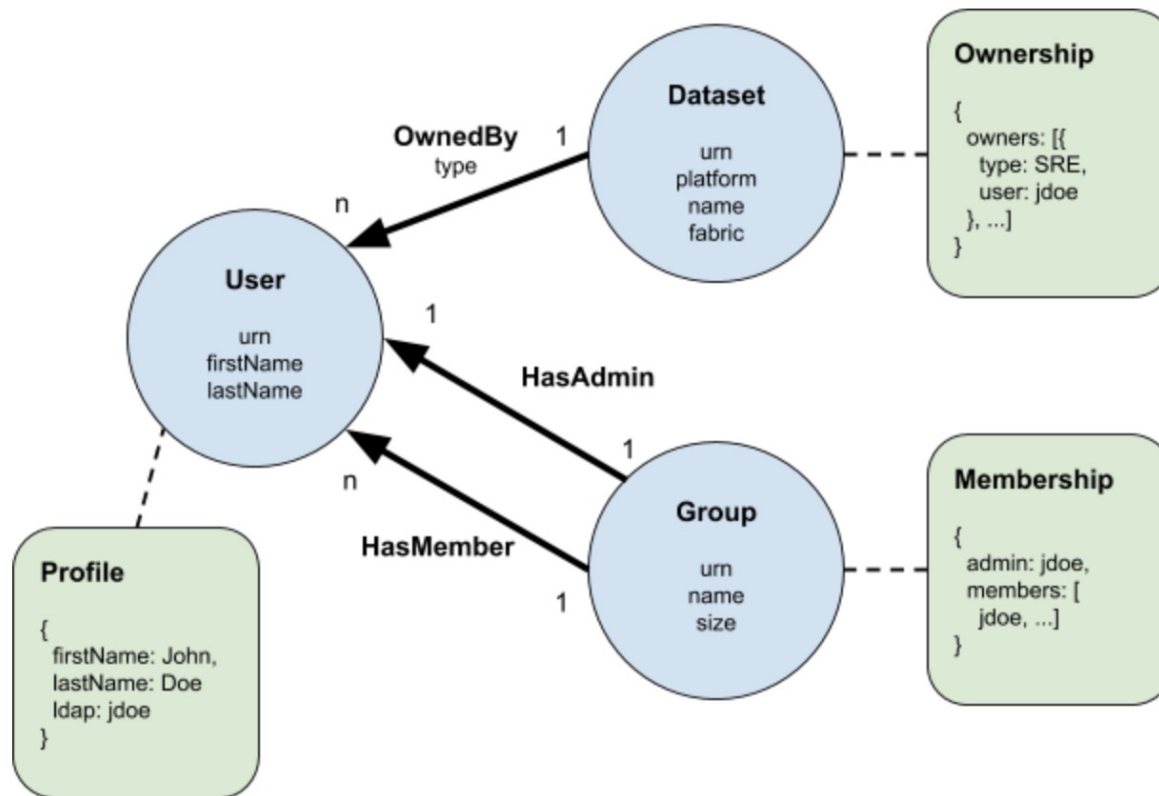 Dataset
urn
platform
name
fabric
Ownership
{
owners: [{
type: SRE,
user: jdoe
}, ...]
}
OwnedBy
type
1
n
User
urn
firstName
lastName
1
HasAdmin
1
n
HasMember
1
Group
urn
name
size
Membership
{
admin: jdoe,
members: [
jdoe, ...]
}
Profile
{
firstName: John,
lastName: Doe
ldap: jdoe
}